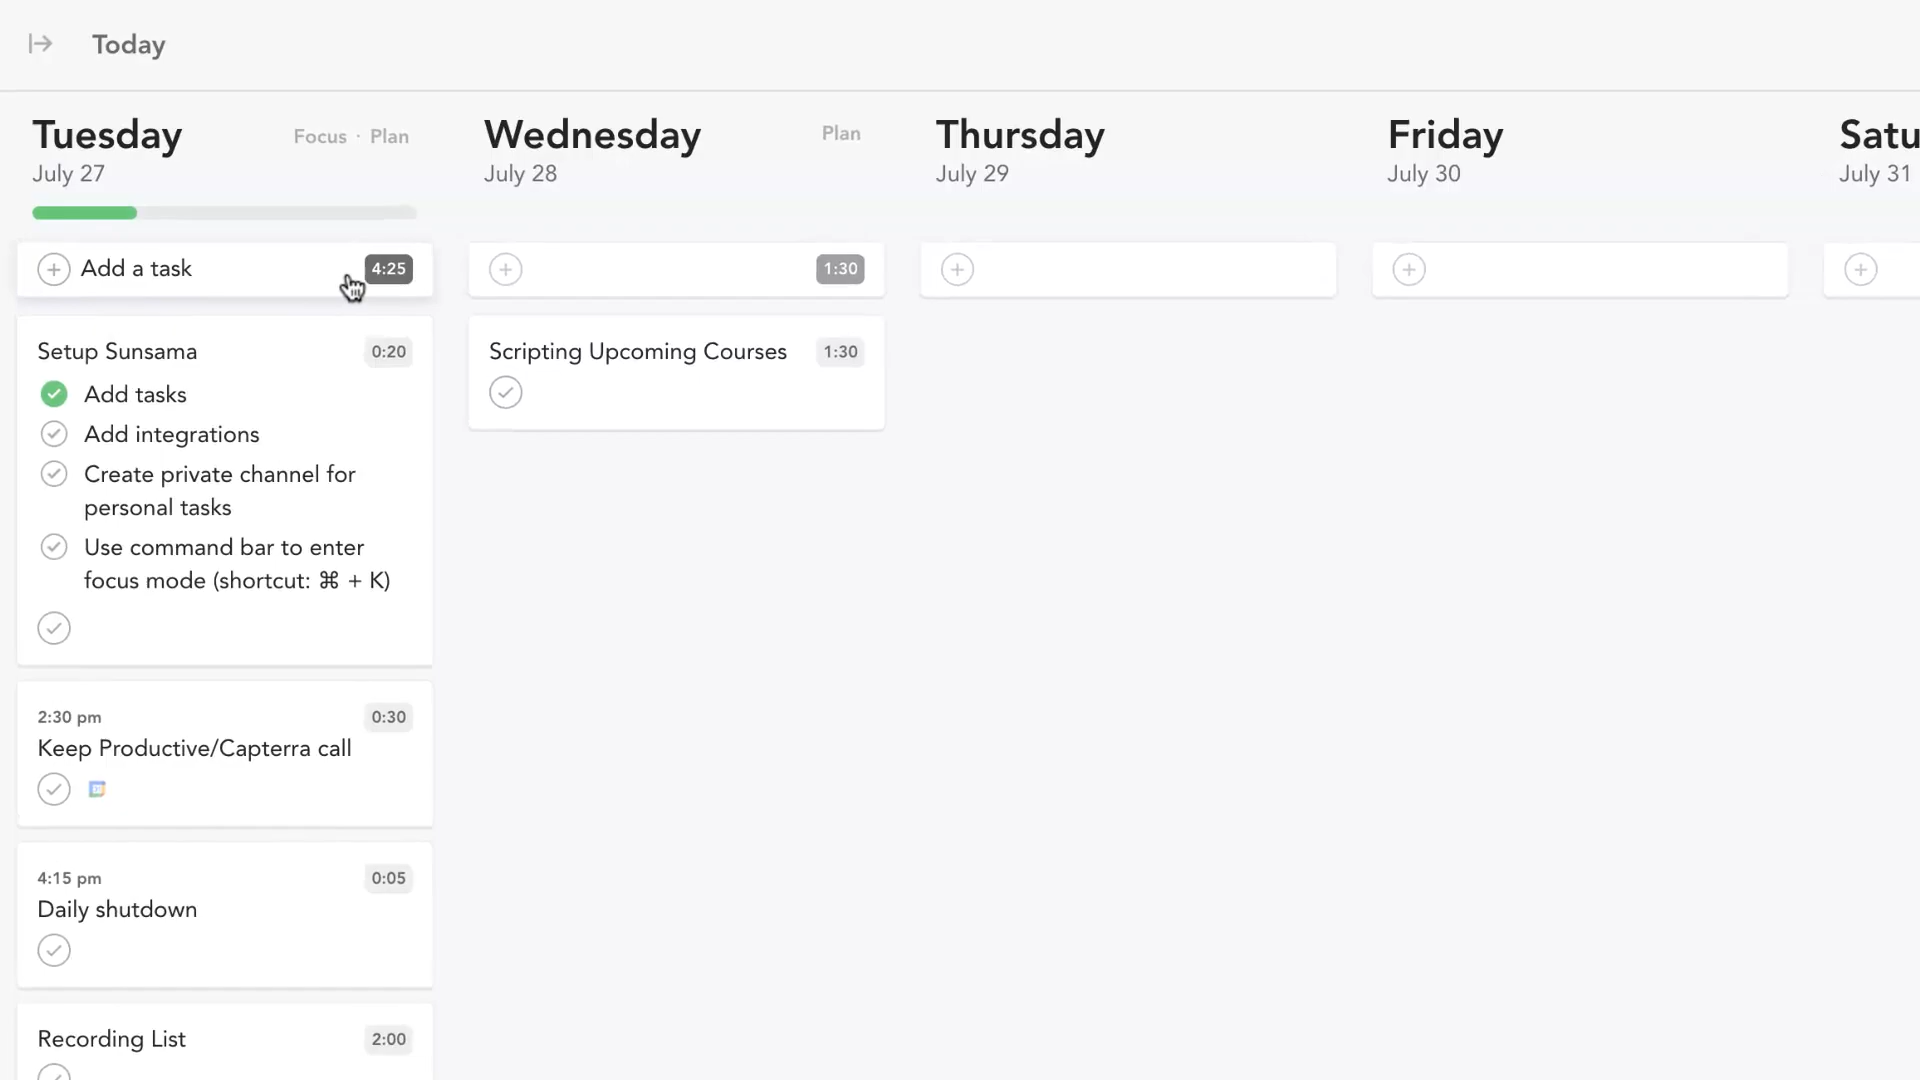 Today
Tuesday
Focus · Plan
July 27
Add a task
4:25
Setup Sunsama
0:20
Add tasks
Add integrations
Create private channel for
personal tasks
Use command bar to enter
focus mode (shortcut: ⌘ + K)
2:30 pm
0:30
Keep Productive/Capterra call
4:15 pm
0:05
Daily shutdown
Recording List
2:00
Wednesday
Plan
July 28
1:30
Scripting Upcoming Courses
1:30
Thursday
July 29
Friday
July 30
Satu
July 31